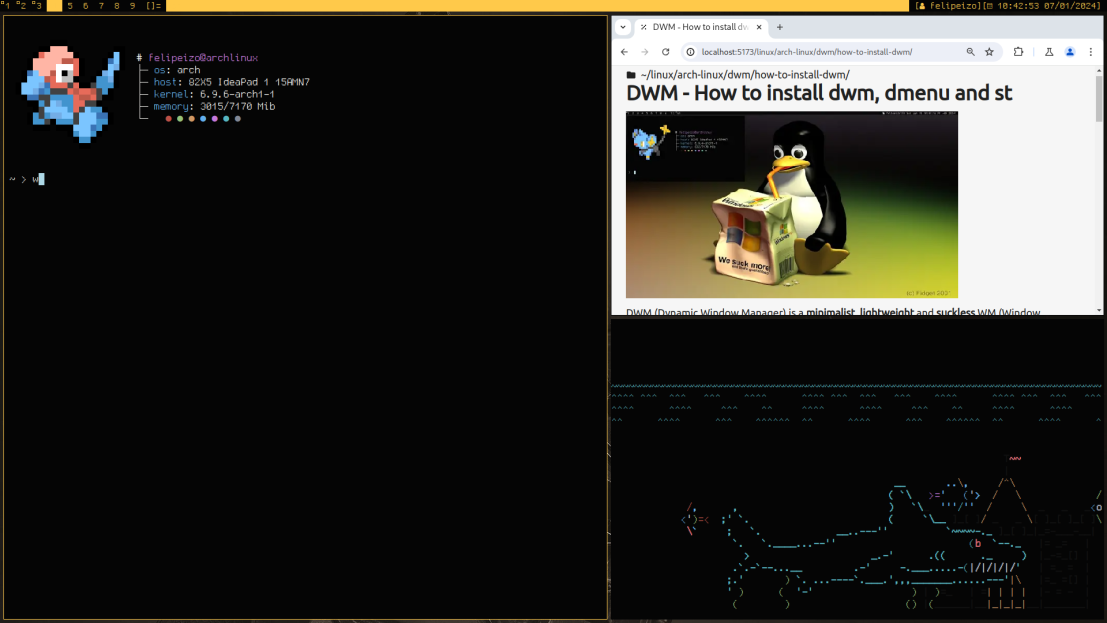 1 2 3 5 6 7 8 9 []=
[ Felipeizo][ 10:42:53 07/01/2024]
# felipeizo@archlinux
os: arch
host: 82X5 IdeaPad 1 15AMN7
kernel: 6.9.6-arch1-1
memory: 3015/7170 Mib
~ > w
DWM - How to install dw
localhost:5173/linux/arch-linux/dwm/how-to-install-dwm/
~/linux/arch-linux/dwm/how-to-install-dwm/
DWM - How to install dwm, dmenu and st
We suck more
DWM (Dynamic Window Manager) is a minimalist, lightweight and suckless WM (Window